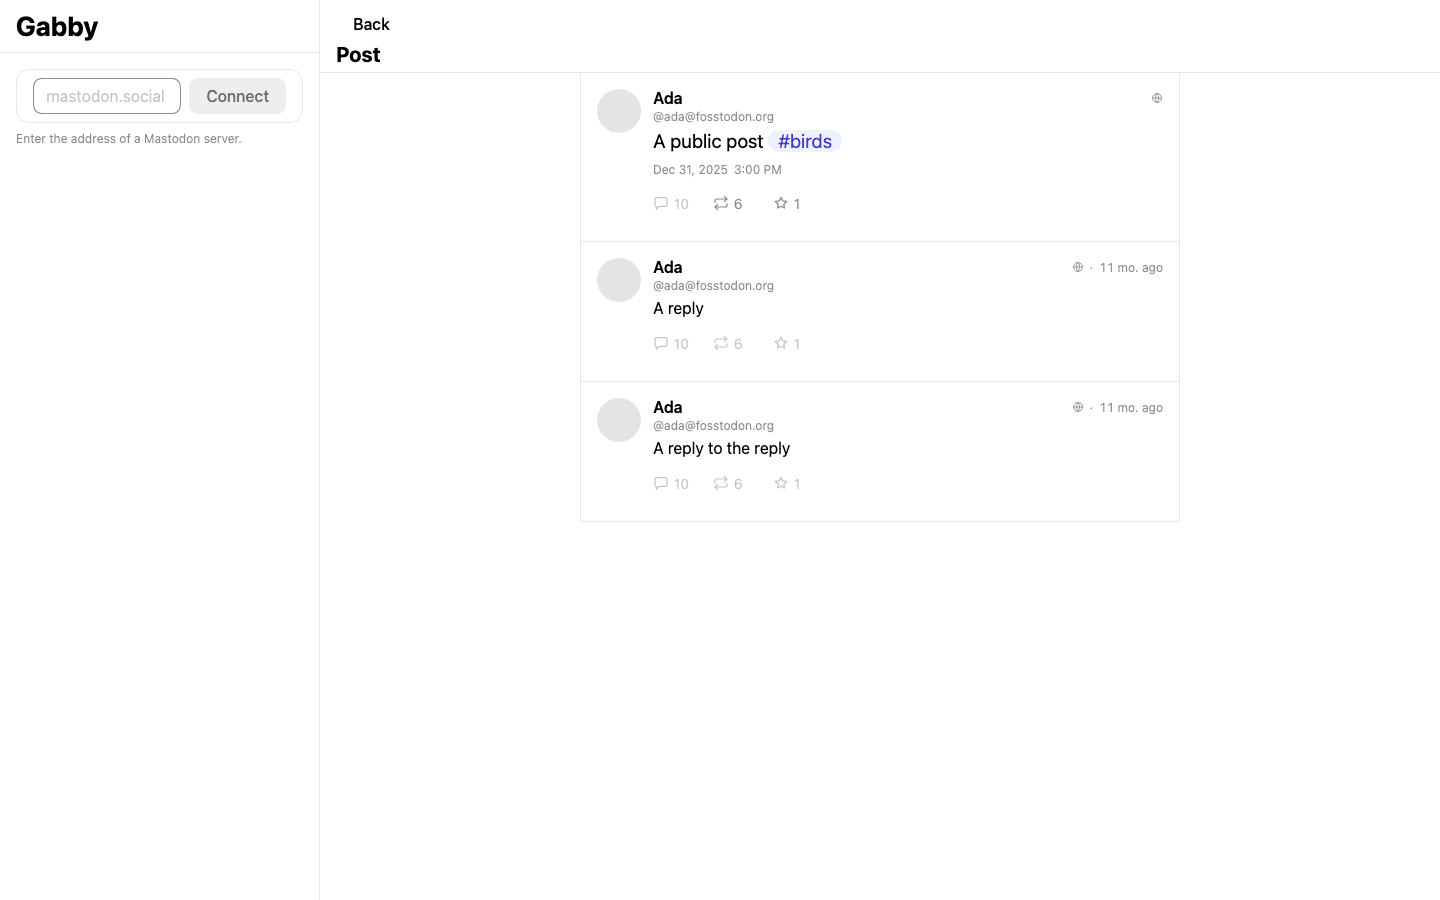 Gabby
mastodon.social
Connect
Enter the address of a Mastodon server.
Back
Post
Ada
@ada@fosstodon.org
A public post #birds
Dec 31, 2025 3:00 PM
10 6 1
Ada
· 11 mo. ago
@ada@fosstodon.org
A reply
10 6 1
Ada
· 11 mo. ago
@ada@fosstodon.org
A reply to the reply
10 6 1